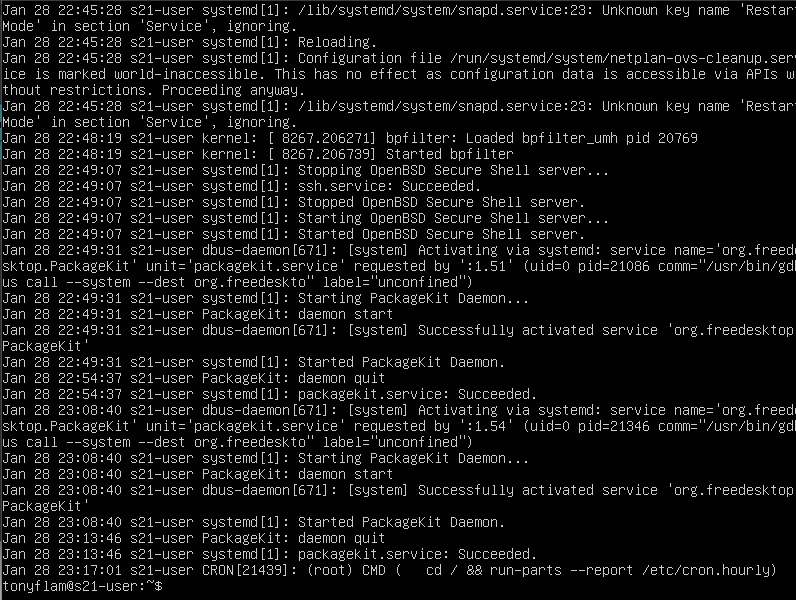 Jan 28 22:45:28 s21-user systemd[1]: /lib/systemd/system/snapd.service:23: Unknown key name 'Restar
Mode' in section 'Service', ignoring.
Jan 28 22:45:28 s21-user systemd[1]: Reloading.
Jan 28 22:45:28 s21-user systemd[1]: Configuration file /run/systemd/system/netplan-ovs-cleanup.ser
ice is marked world-inaccessible. This has no effect as configuration data is accessible via APIs w
thout restrictions. Proceeding anyway.
Jan 28 22:45:28 s21-user systemd[1]: /lib/systemd/system/snapd.service:23: Unknown key name 'Restar
Mode' in section 'Service', ignoring.
Jan 28 22:48:19 s21-user kernel: [ 8267.206271] bpfilter: Loaded bpfilter_umh pid 20769
Jan 28 22:48:19 s21-user kernel: [ 8267.206739] Started bpfilter
Jan 28 22:49:07 s21-user systemd[1]: Stopping OpenBSD Secure Shell server...
Jan 28 22:49:07 s21-user systemd[1]: ssh.service: Succeeded.
Jan 28 22:49:07 s21-user systemd[1]: Stopped OpenBSD Secure Shell server.
Jan 28 22:49:07 s21-user systemd[1]: Starting OpenBSD Secure Shell server...
Jan 28 22:49:07 s21-user systemd[1]: Started OpenBSD Secure Shell server.
Jan 28 22:49:31 s21-user dbus-daemon[671]: [system] Activating via systemd: service name='org.freed
sktop.PackageKit' unit='packagekit.service' requested by ':1.51' (uid=0 pid=21086 comm="/usr/bin/gd
us call --system --dest org.freedeskto" label="unconfined")
Jan 28 22:49:31 s21-user systemd[1]: Starting PackageKit Daemon...
Jan 28 22:49:31 s21-user PackageKit: daemon start
Jan 28 22:49:31 s21-user dbus-daemon[671]: [system] Successfully activated service 'org.freedesktop
PackageKit'
Jan 28 22:49:31 s21-user systemd[1]: Started PackageKit Daemon.
Jan 28 22:54:37 s21-user PackageKit: daemon quit
Jan 28 22:54:37 s21-user systemd[1]: packagekit.service: Succeeded.
Jan 28 23:08:40 s21-user dbus-daemon[671]: [system] Activating via systemd: service name='org.freed
sktop.PackageKit' unit='packagekit.service' requested by ':1.54' (uid=0 pid=21346 comm="/usr/bin/gd
us call --system --dest org.freedeskto" label="unconfined")
Jan 28 23:08:40 s21-user systemd[1]: Starting PackageKit Daemon...
Jan 28 23:08:40 s21-user PackageKit: daemon start
Jan 28 23:08:40 s21-user dbus-daemon[671]: [system] Successfully activated service 'org.freedesktop
PackageKit'
Jan 28 23:08:40 s21-user systemd[1]: Started PackageKit Daemon.
Jan 28 23:13:46 s21-user PackageKit: daemon quit
Jan 28 23:13:46 s21-user systemd[1]: packagekit.service: Succeeded.
Jan 28 23:17:01 s21-user CRON[21439]: (root) CMD (   cd / && run-parts --report /etc/cron.hourly)
tonyflam@s21-user:~$